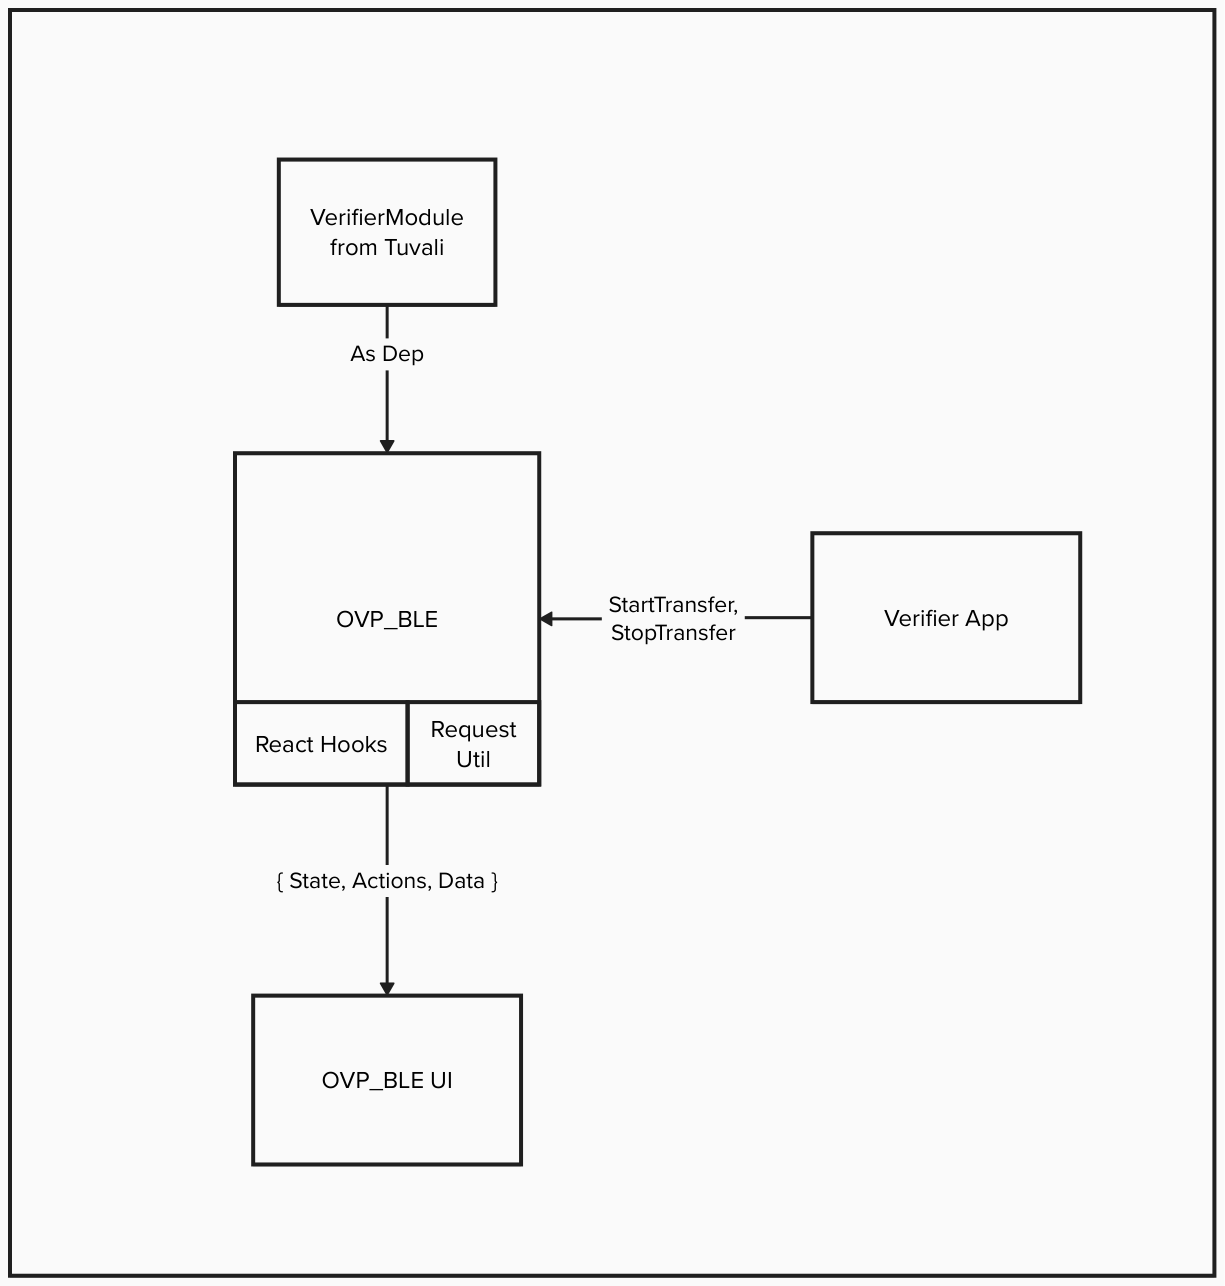 VerifierModule
from Tuvali
As Dep
OVP_BLE
StartTransfer,
StopTransfer
Verifier App
React Hooks
Request
Util
{ State, Actions, Data }
OVP_BLE UI